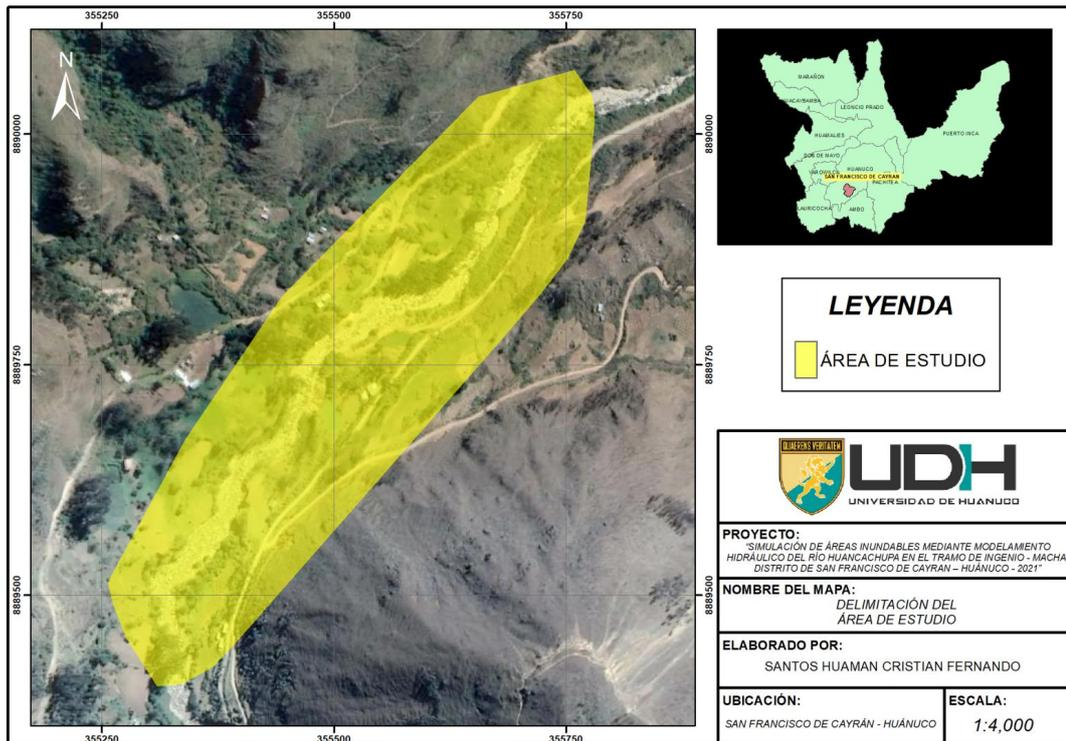 355250
355500
355750
N
8890000
8890000
8889750
8889750
8889500
8889500
355250
355500
355750
MARAÑON
HUACAYBAMBA
LEONCIO PRADO
HUAMALIES
PUERTO INCA
DOS DE MAYO
YAROWILCA
HUANUCO
SAN FRANCISCO DE CAYRAN
PACHITEA
LAURICOCHA
AMBO
LEYENDA
ÁREA DE ESTUDIO
QUAERENS VERITATEM
UDH
UNIVERSIDAD DE HUANUCO
PROYECTO:
"SIMULACIÓN DE ÁREAS INUNDABLES MEDIANTE MODELAMIENTO
HIDRÁULICO DEL RÍO HUANCACHUPA EN EL TRAMO DE INGENIO - MACHA
DISTRITO DE SAN FRANCISCO DE CAYRAN – HUÁNUCO - 2021"
NOMBRE DEL MAPA:
DELIMITACIÓN DEL
ÁREA DE ESTUDIO
ELABORADO POR:
SANTOS HUAMAN CRISTIAN FERNANDO
UBICACIÓN:
SAN FRANCISCO DE CAYRÁN - HUÁNUCO
ESCALA:
1:4,000